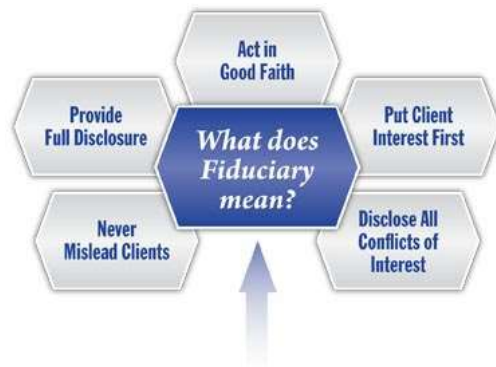 Act in
Good Faith
Provide
Full Disclosure
Put Client
Interest First
What does
Fiduciary
mean?
Never
Mislead Clients
Disclose All
Conflicts of
Interest